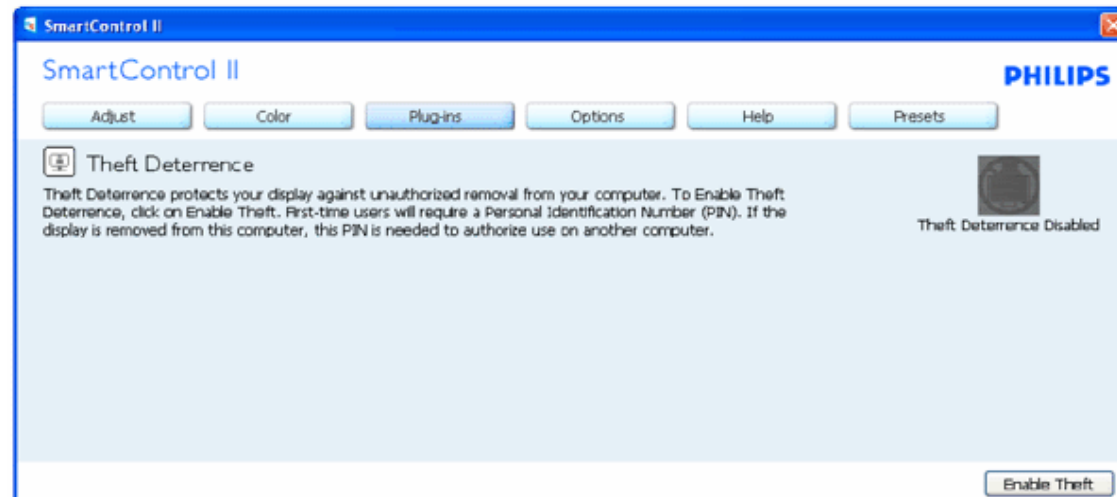 SmartControl II
SmartControl II
PHILIPS
Adjust Color Plug-ins Options Help Presets
Theft Deterrence
Theft Deterrence protects your display against unauthorized removal from your computer. To Enable Theft
Deterrence, click on Enable Theft. First-time users will require a Personal Identification Number (PIN). If the
display is removed from this computer, this PIN is needed to authorize use on another computer.
Theft Deterrence Disabled
Enable Theft